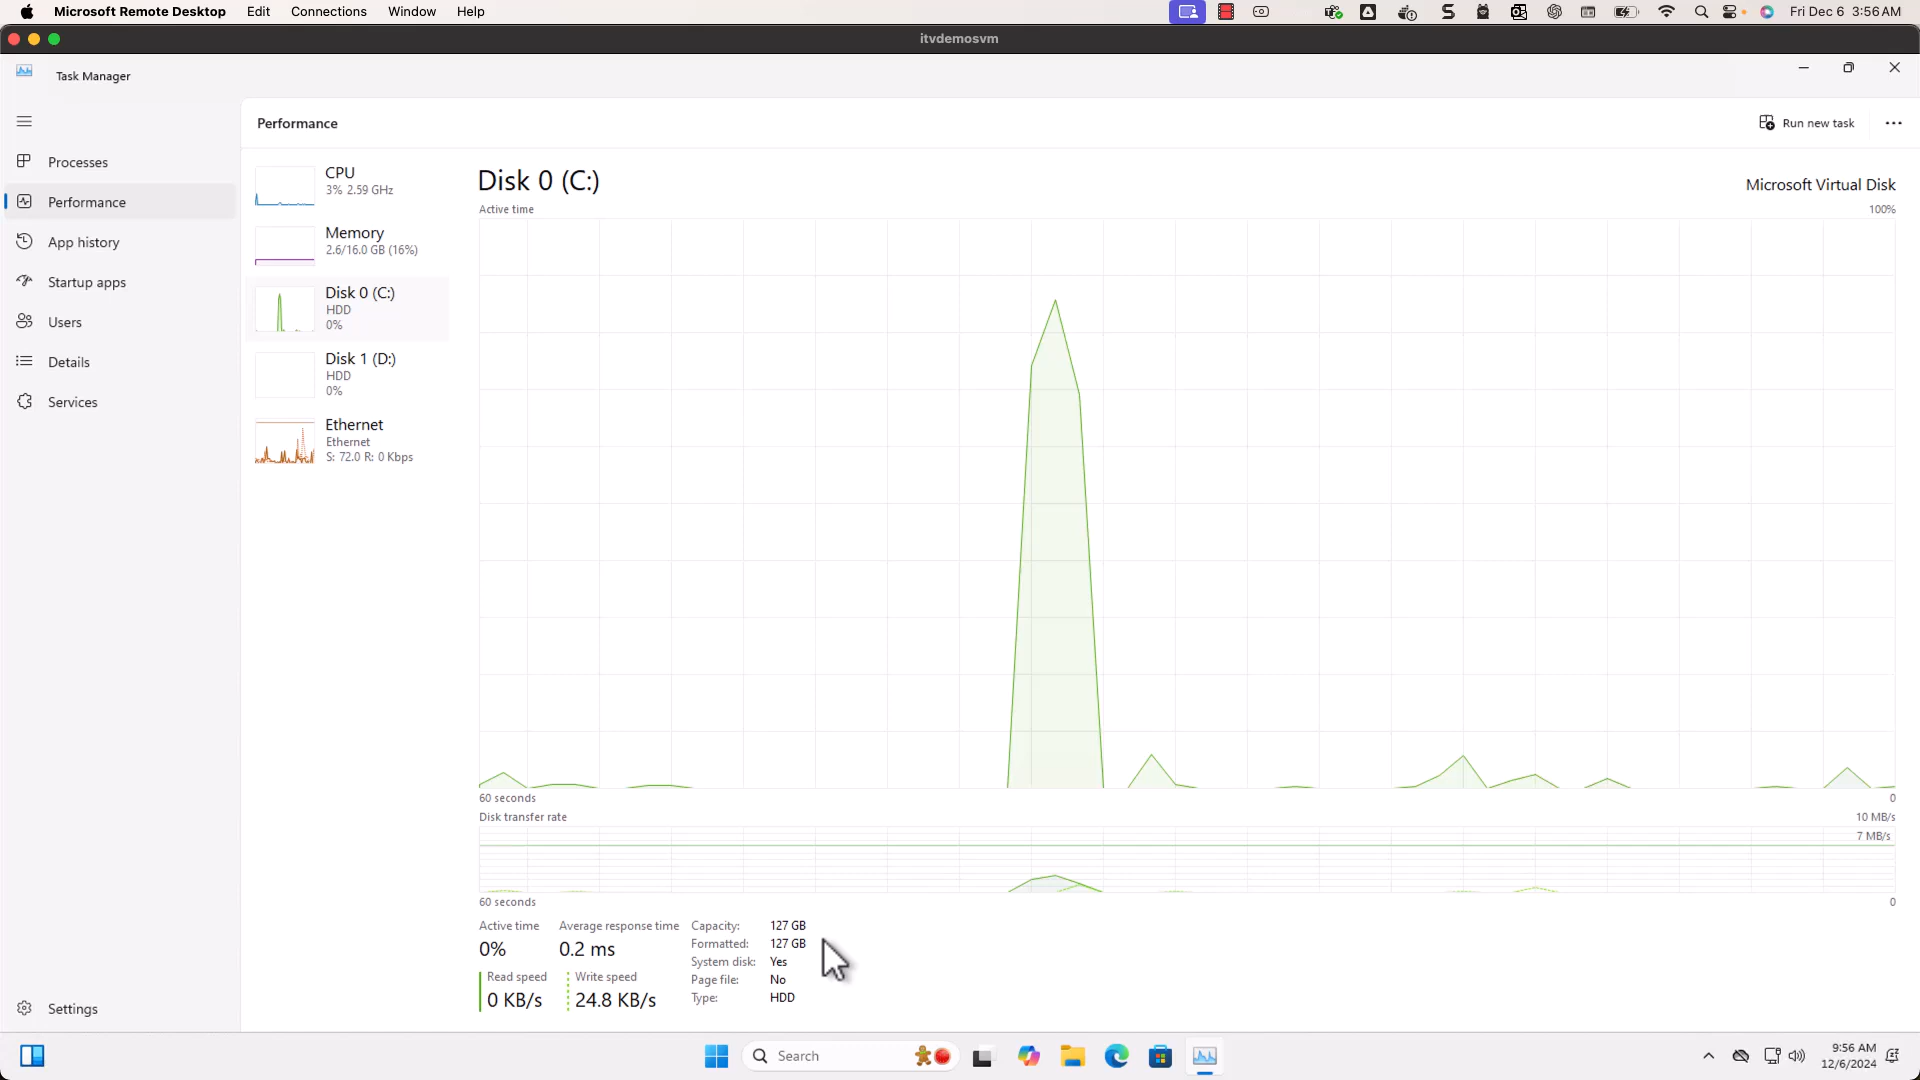 Microsoft Remote Desktop Edit Connections Window Help Fri Dec 6 3:56 AM
itvdemosvm
Task Manager
Performance Run new task
Processes
Performance
App history
Startup apps
Users
Details
Services
Settings
CPU
3% 2.59 GHz
Memory
2.6/16.0 GB (16%)
Disk 0 (C:)
HDD
0%
Disk 1 (D:)
HDD
0%
Ethernet
Ethernet
S: 72.0 R: 0 Kbps
Disk 0 (C:) Microsoft Virtual Disk
Active time 100%
60 seconds 0
Disk transfer rate 10 MB/s
7 MB/s
60 seconds 0
Active time Average response time
0% 0.2 ms
Read speed Write speed
0 KB/s 24.8 KB/s
Capacity: 127 GB
Formatted: 127 GB
System disk: Yes
Page file: No
Type: HDD
Search
9:56 AM
12/6/2024